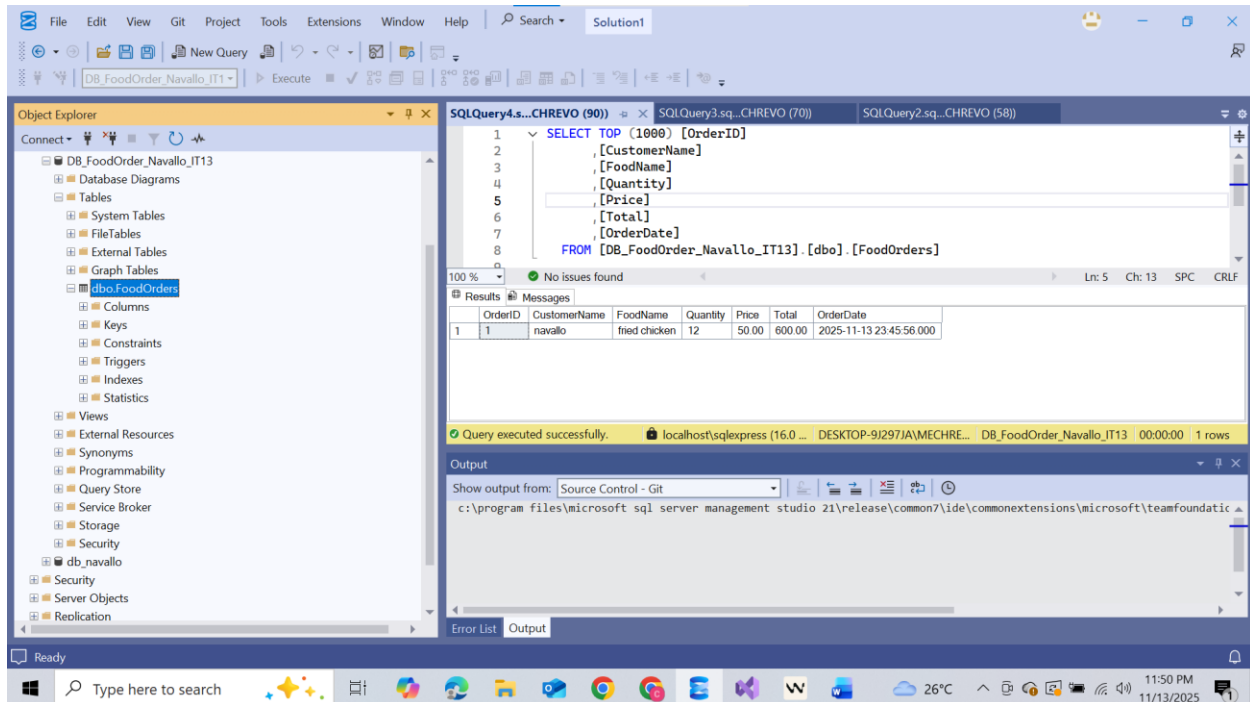 File Edit View Git Project Tools Extensions Window Help Search Solution1
New Query
DB_FoodOrder_Navallo_IT1 Execute
Object Explorer
Connect
DB_FoodOrder_Navallo_IT13
Database Diagrams
Tables
System Tables
FileTables
External Tables
Graph Tables
dbo.FoodOrders
Columns
Keys
Constraints
Triggers
Indexes
Statistics
Views
External Resources
Synonyms
Programmability
Query Store
Service Broker
Storage
Security
db_navallo
Security
Server Objects
Replication
SQLQuery4.s...CHREVO (90)) SQLQuery3.sq...CHREVO (70)) SQLQuery2.sq...CHREVO (58))
1 SELECT TOP (1000) [OrderID]
2 ,[CustomerName]
3 ,[FoodName]
4 ,[Quantity]
5 ,[Price]
6 ,[Total]
7 ,[OrderDate]
8 FROM [DB_FoodOrder_Navallo_IT13].[dbo].[FoodOrders]
100 % No issues found Ln: 5 Ch: 13 SPC CRLF
Results Messages
OrderID CustomerName FoodName Quantity Price Total OrderDate
1 1 navallo fried chicken 12 50.00 600.00 2025-11-13 23:45:56.000
Query executed successfully. localhost\sqlexpress (16.0 ... DESKTOP-9J297JA\MECHRE... DB_FoodOrder_Navallo_IT13 00:00:00 1 rows
Output
Show output from: Source Control - Git
c:\program files\microsoft sql server management studio 21\release\common7\ide\commonextensions\microsoft\teamfoundatic
Error List Output
Ready
Type here to search 26°C 11:50 PM
11/13/2025